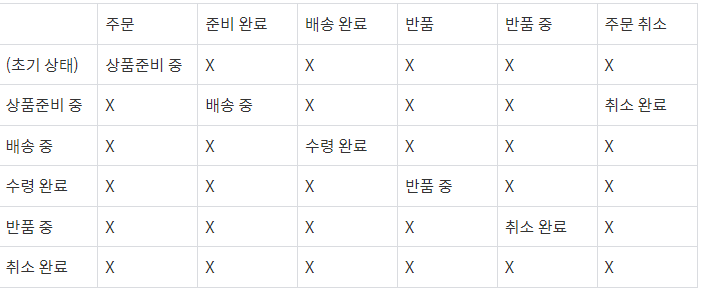 주문 준비 완료 배송 완료 반품 반품 중 주문 취소
(초기 상태) 상품준비 중 X X X X X
상품준비 중 X 배송 중 X X X 취소 완료
배송 중 X X 수령 완료 X X X
수령 완료 X X X 반품 중 X X
반품 중 X X X X 취소 완료 X
취소 완료 X X X X X X